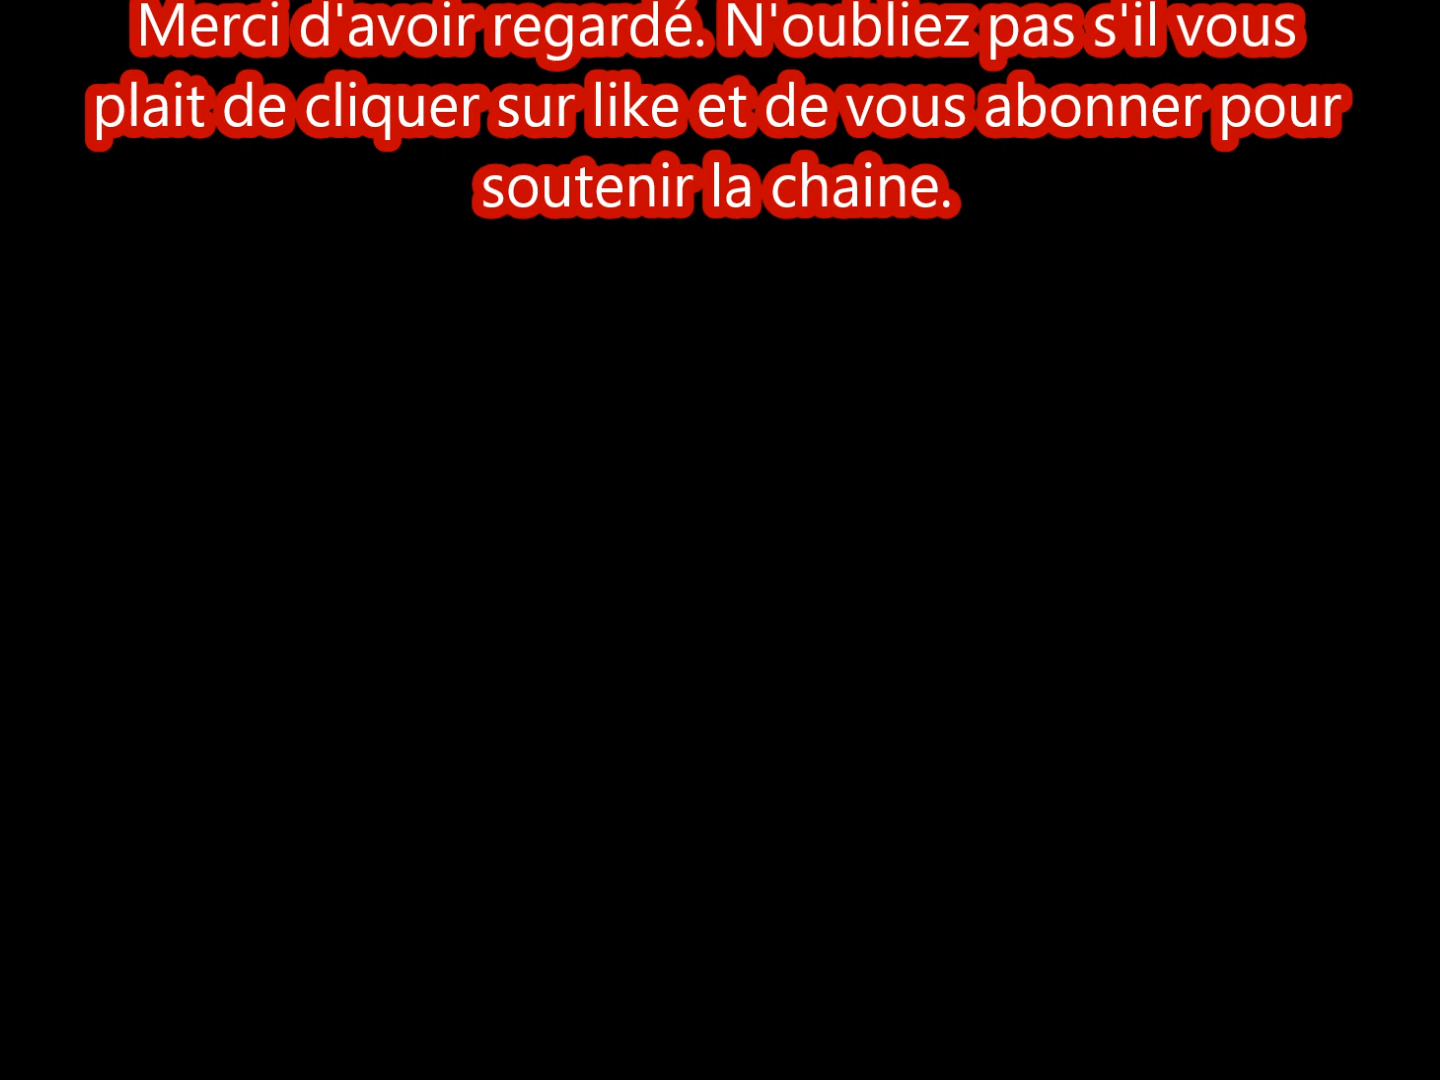 Merci d'avoir regardé. N'oubliez pas s'il vous
plait de cliquer sur like et de vous abonner pour
soutenir la chaine.